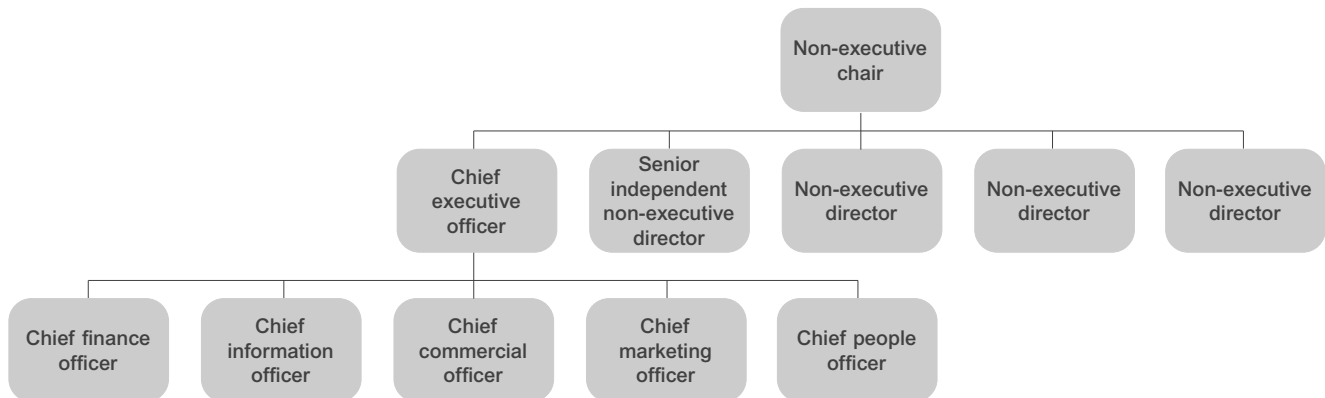 Non-executive
chair
Chief
executive
officer
Senior
independent
non-executive
director
Non-executive
director
Non-executive
director
Non-executive
director
Chief finance
officer
Chief
information
officer
Chief
commercial
officer
Chief
marketing
officer
Chief people
officer